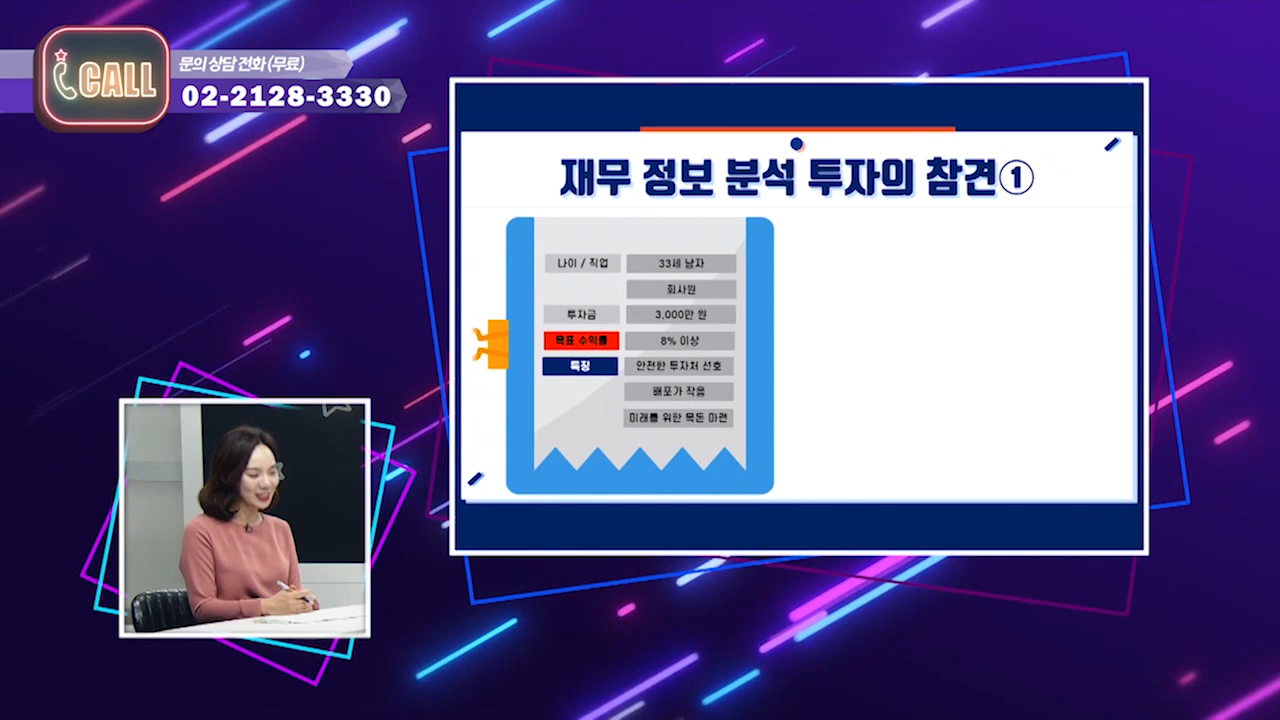 CALL
문의 상담 전화 (무료)
02-2128-3330
재무 정보 분석 투자의 참견①
나이 / 직업 33세 남자
회사원
투자금 3,000만 원
목표 수익률 8% 이상
특징 안전한 투자처 선호
배포가 작음
미래를 위한 목돈 마련